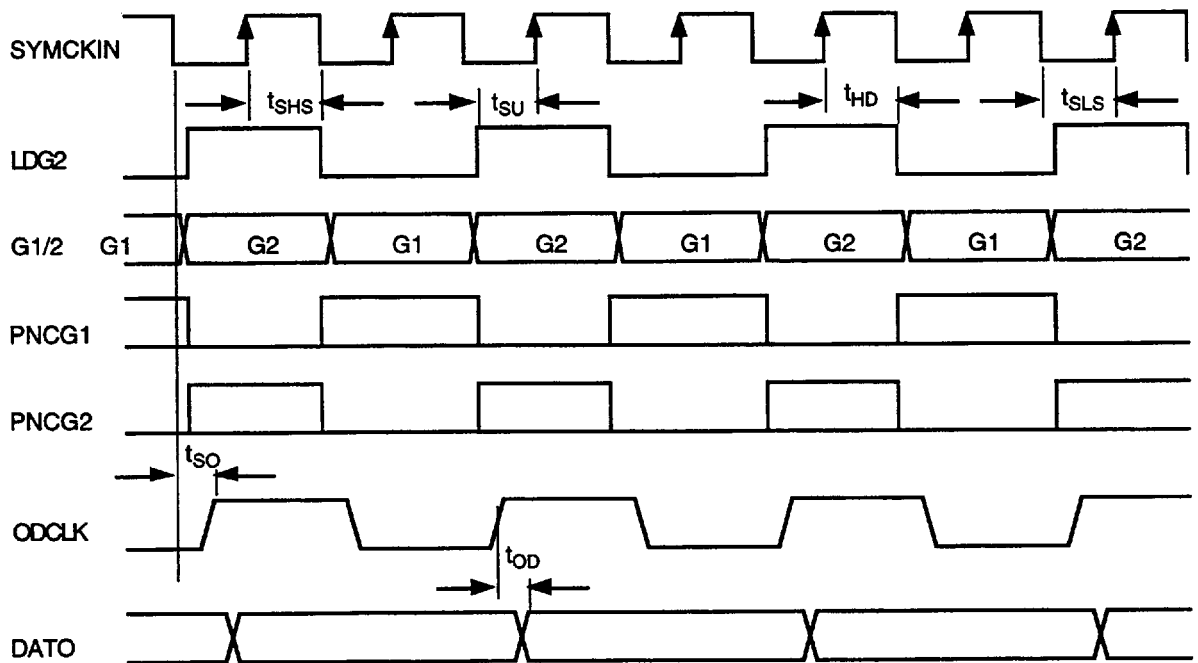 SYMCKIN
tSHS tSU tHD tSLS
LDG2
G1/2 G1 G2 G1 G2 G1 G2 G1 G2
PNCG1
PNCG2
tSO
ODCLK
tOD
DATO